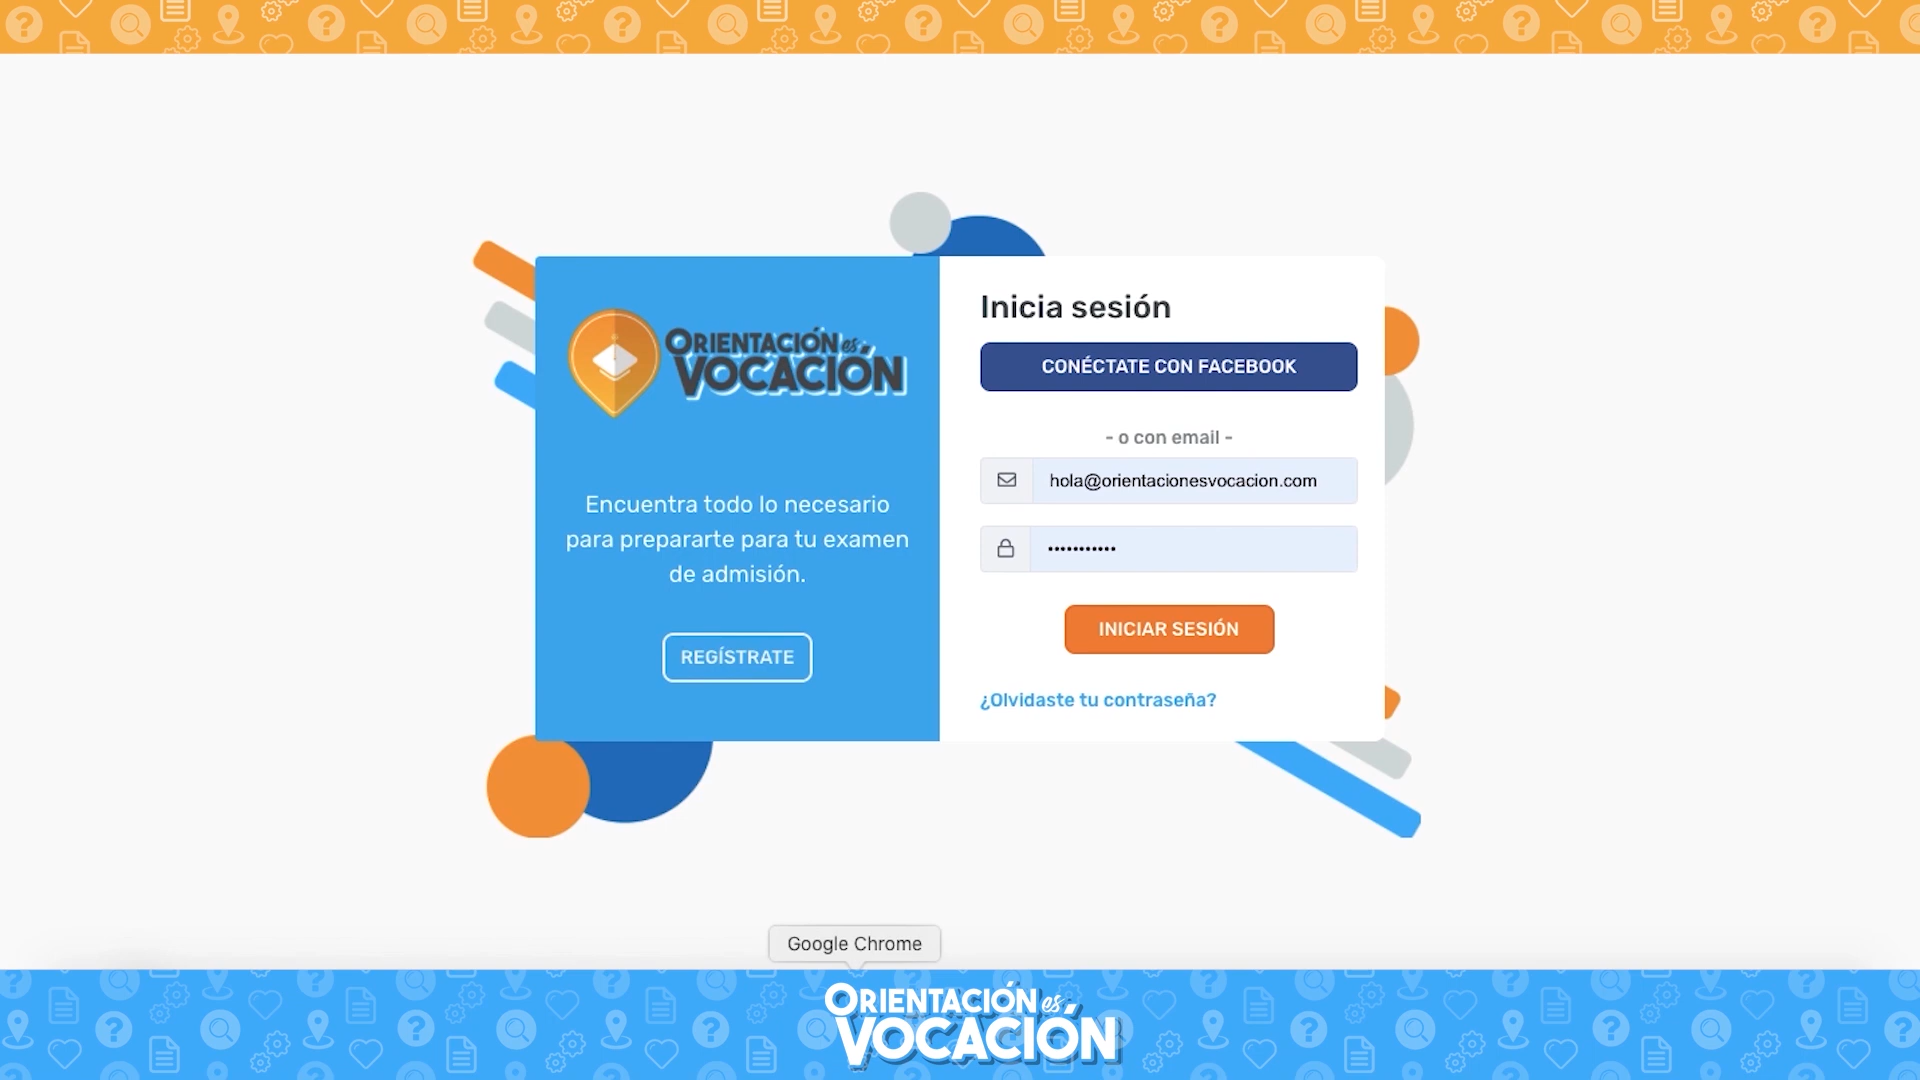 ORIENTACIÓN es
VOCACIÓN
Encuentra todo lo necesario
para prepararte para tu examen
de admisión.
REGÍSTRATE
Inicia sesión
CONÉCTATE CON FACEBOOK
- o con email -
hola@orientacionesvocacion.com
•••••••••••
INICIAR SESIÓN
¿Olvidaste tu contraseña?
Google Chrome
ORIENTACIÓN es
VOCACIÓN